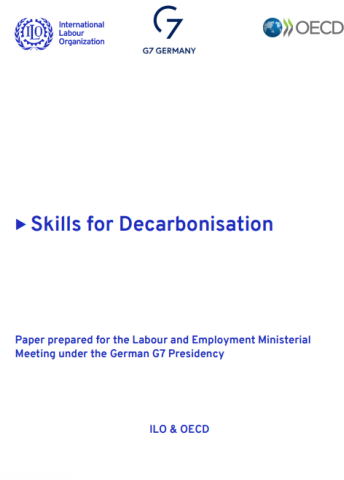 International
Labour
Organization
G7 GERMANY
OECD
Skills for Decarbonisation
Paper prepared for the Labour and Employment Ministerial
Meeting under the German G7 Presidency
ILO & OECD